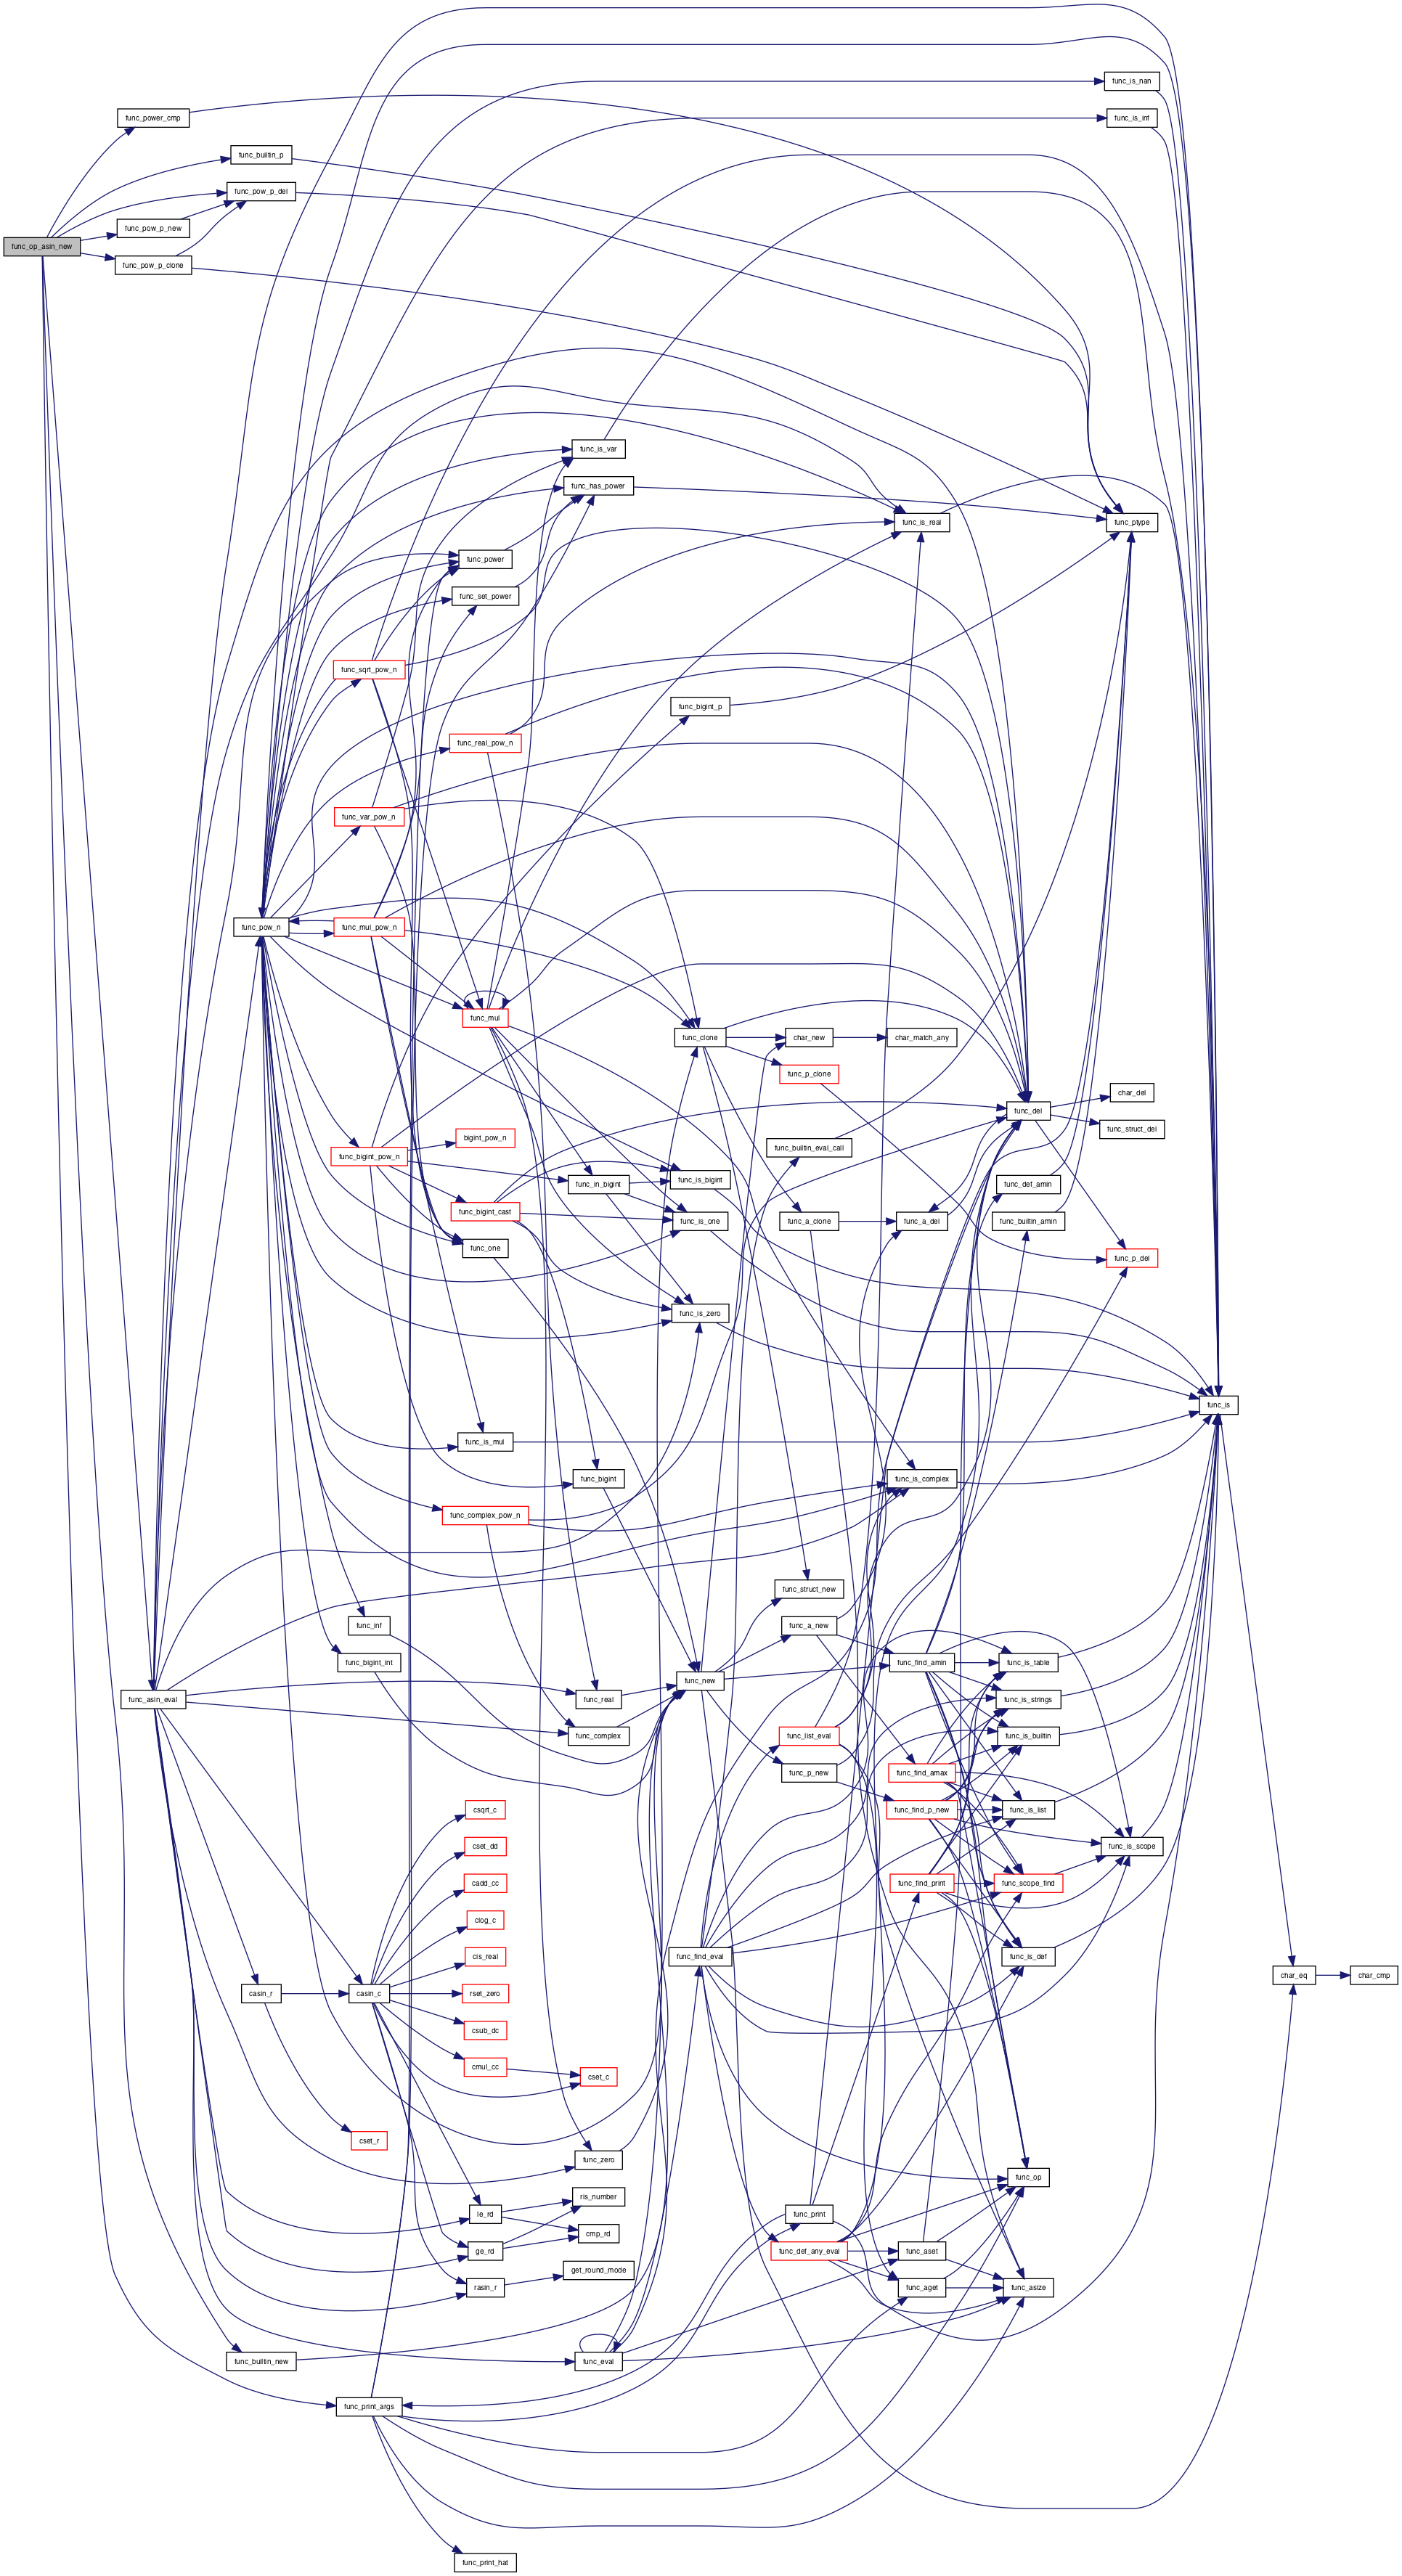 func_is_nan
func_power_cmp
func_is_inf
func_builtin_p
func_pow_p_del
func_pow_p_new
func_op_asin_new
func_pow_p_clone
func_is_var
func_has_power
func_is_real
func_ptype
func_power
func_set_power
func_sqrt_pow_n
func_bigint_p
func_real_pow_n
func_var_pow_n
func_pow_n
func_mul_pow_n
func_mul
func_clone
char_new
char_match_any
func_p_clone
char_del
func_del
func_struct_del
bigint_pow_n
func_builtin_eval_call
func_bigint_pow_n
func_is_bigint
func_in_bigint
func_def_amin
func_bigint_cast
func_is_one
func_a_clone
func_a_del
func_builtin_amin
func_one
func_p_del
func_is_zero
func_is
func_is_mul
func_bigint
func_is_complex
func_complex_pow_n
func_struct_new
func_inf
func_a_new
func_bigint_int
func_find_amin
func_is_table
func_new
func_asin_eval
func_real
func_is_strings
func_complex
func_list_eval
func_is_builtin
func_p_new
func_find_amax
csqrt_c
func_find_p_new
func_is_list
cset_dd
func_is_scope
cadd_cc
func_find_print
func_scope_find
clog_c
cis_real
func_find_eval
func_is_def
char_eq
char_cmp
casin_r
casin_c
rset_zero
csub_dc
cmul_cc
cset_c
cset_r
func_zero
func_op
ris_number
le_rd
func_print
cmp_rd
ge_rd
func_def_any_eval
func_aset
get_round_mode
rasin_r
func_aget
func_asize
func_builtin_new
func_eval
func_print_args
func_print_hat